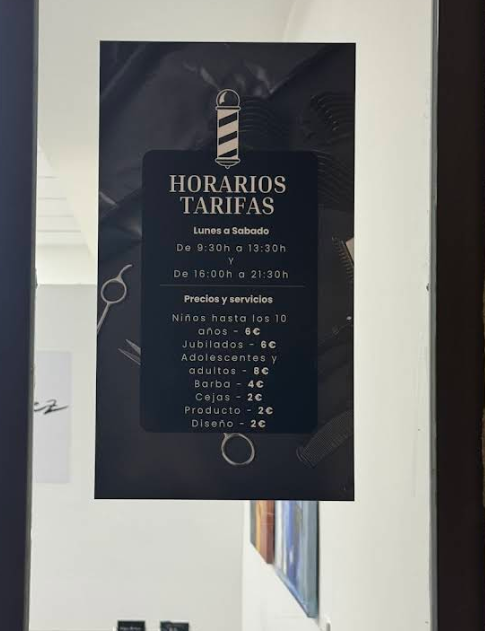 HORARIOS
TARIFAS
Lunes a Sabado
De 9:30h a 13:30h
y
De 16:00h a 21:30h
Precios y servicios
Niños hasta los 10
años - 6€
Jubilados - 6€
Adolescentes y
adultos - 8€
Barba - 4€
Cejas - 2€
Producto - 2€
Diseño - 2€